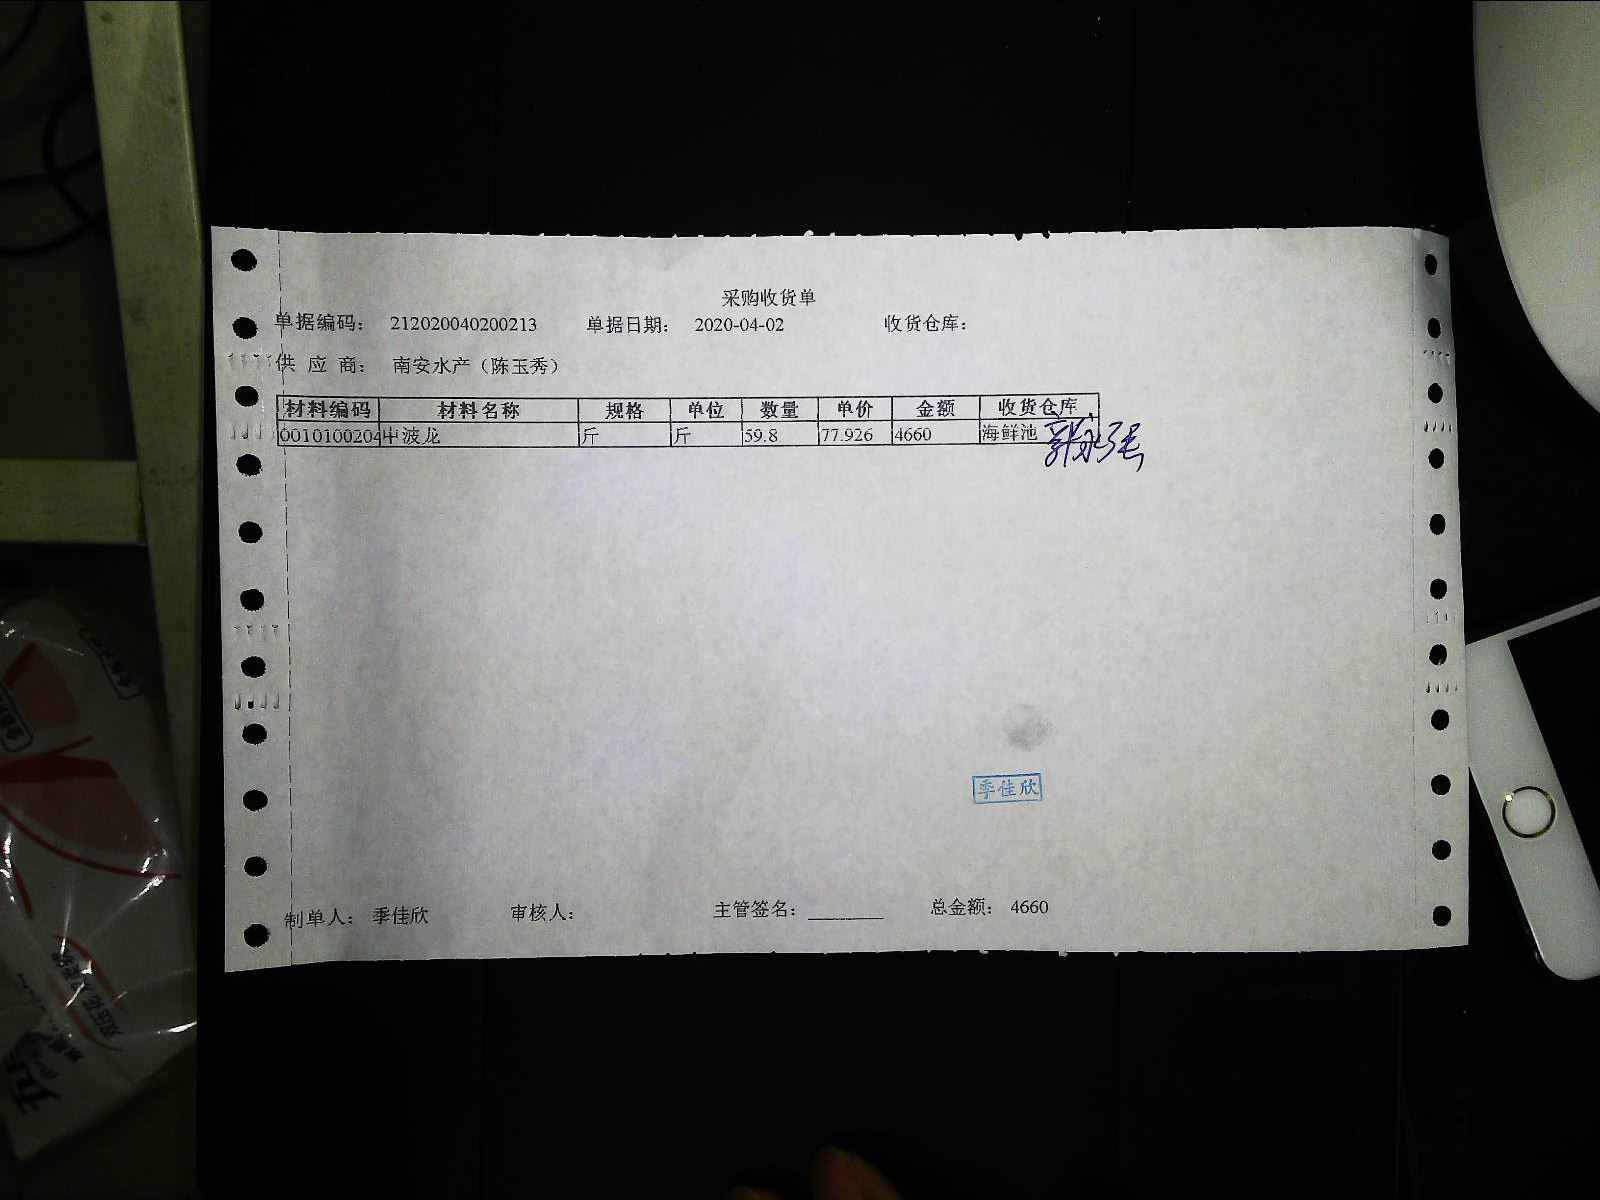 采购收货单
单据编码： 212020040200213 单据日期： 2020-04-02 收货仓库：
供 应 商： 南安水产（陈玉秀）
材料编码 材料名称 规格 单位 数量 单价 金额 收货仓库
0010100204 中波龙 斤 斤 59.8 77.926 4660 海鲜池
季佳欣
制单人： 季佳欣 审核人： 主管签名： ________ 总金额： 4660